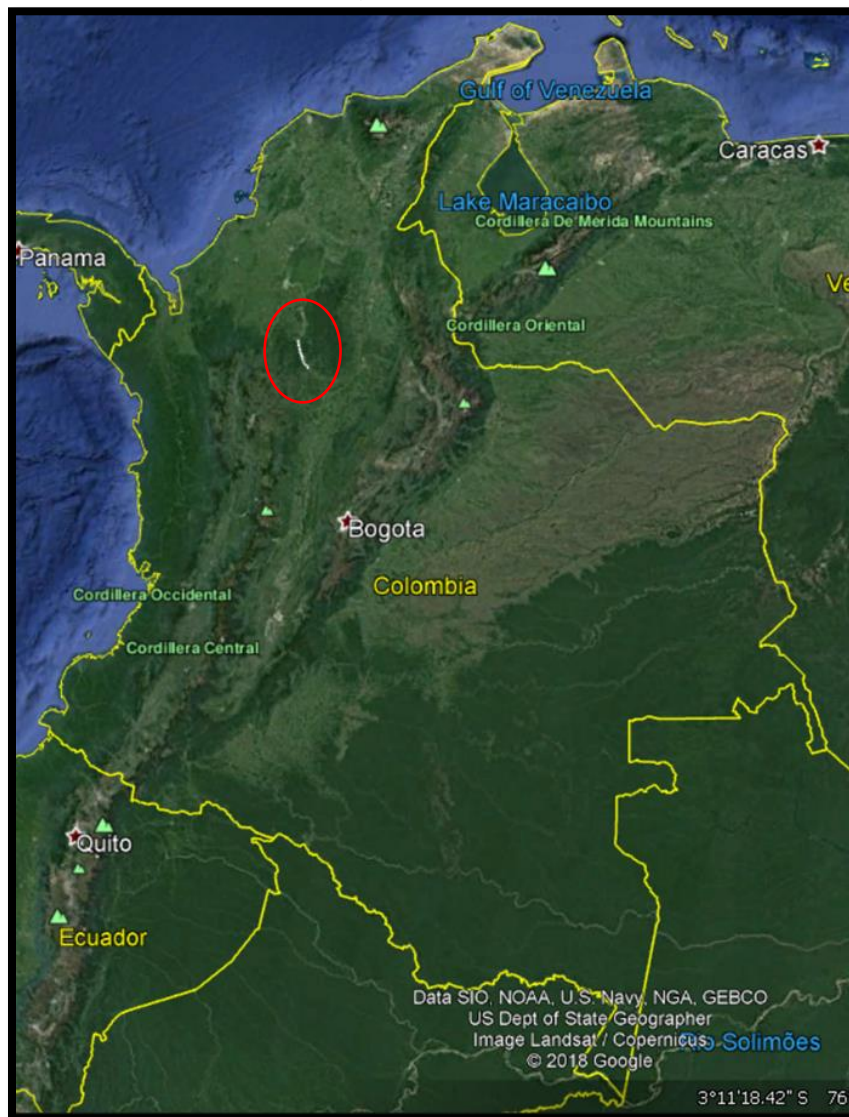 Gulf of Venezuela
Caracas
Lake Maracaibo
Cordillera De Merida Mountains
Panama
Ve
Cordillera Oriental
Bogota
Colombia
Cordillera Occidental
Cordillera Central
Quito
Ecuador
Data SIO, NOAA, U.S. Navy, NGA, GEBCO
US Dept of State Geographer
Image Landsat / Copernicus
© 2018 Google
Rio Solimões
3°11'18.42" S 76